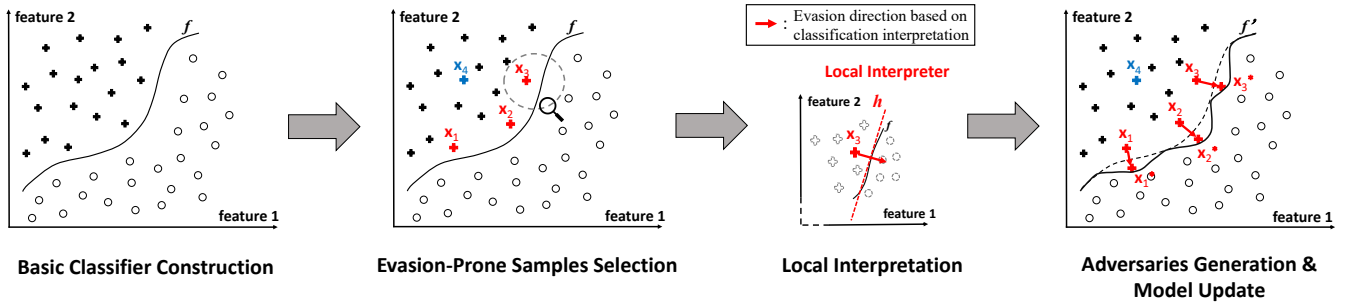 feature 2
f
feature 1
Basic Classifier Construction
feature 2
f
x4
x3
x2
x1
feature 1
Evasion-Prone Samples Selection
: Evasion direction based on
classification interpretation
Local Interpreter
feature 2
h
f
x3
feature 1
Local Interpretation
feature 2
f'
x4
x3
x3*
x2
x1
x2*
x1*
feature 1
Adversaries Generation &
Model Update